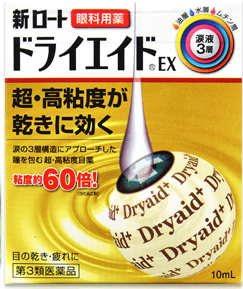 新ロート 眼科用薬
油層 水層 ムチン層
涙液
3層
ドライエイド®EX
超・高粘度が
乾きに効く
涙の3層構造にアプローチした
瞳を包む超・高粘度目薬
粘度約60倍!
Dryaid+ Dryaid+
Dryaid+ Dryaid+
Dryaid+
目の乾き・疲れに
第3類医薬品
10mL